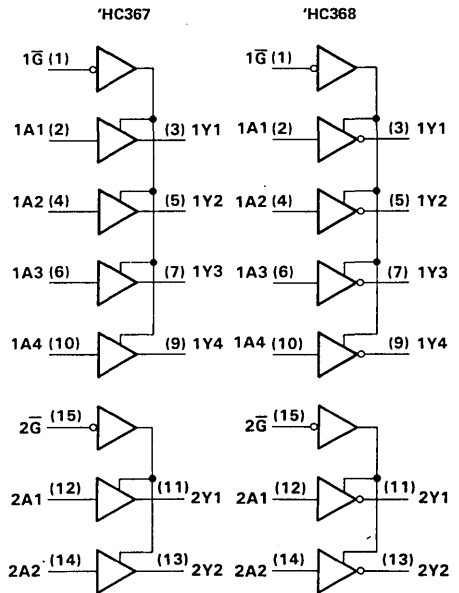 'HC367 'HC368
1G̅ (1) 1G̅ (1)
1A1 (2) (3) 1Y1 1A1 (2) (3) 1Y1
1A2 (4) (5) 1Y2 1A2 (4) (5) 1Y2
1A3 (6) (7) 1Y3 1A3 (6) (7) 1Y3
1A4 (10) (9) 1Y4 1A4 (10) (9) 1Y4
2G̅ (15) 2G̅ (15)
2A1 (12) (11) 2Y1 2A1 (12) (11) 2Y1
2A2 (14) (13) 2Y2 2A2 (14) (13) 2Y2